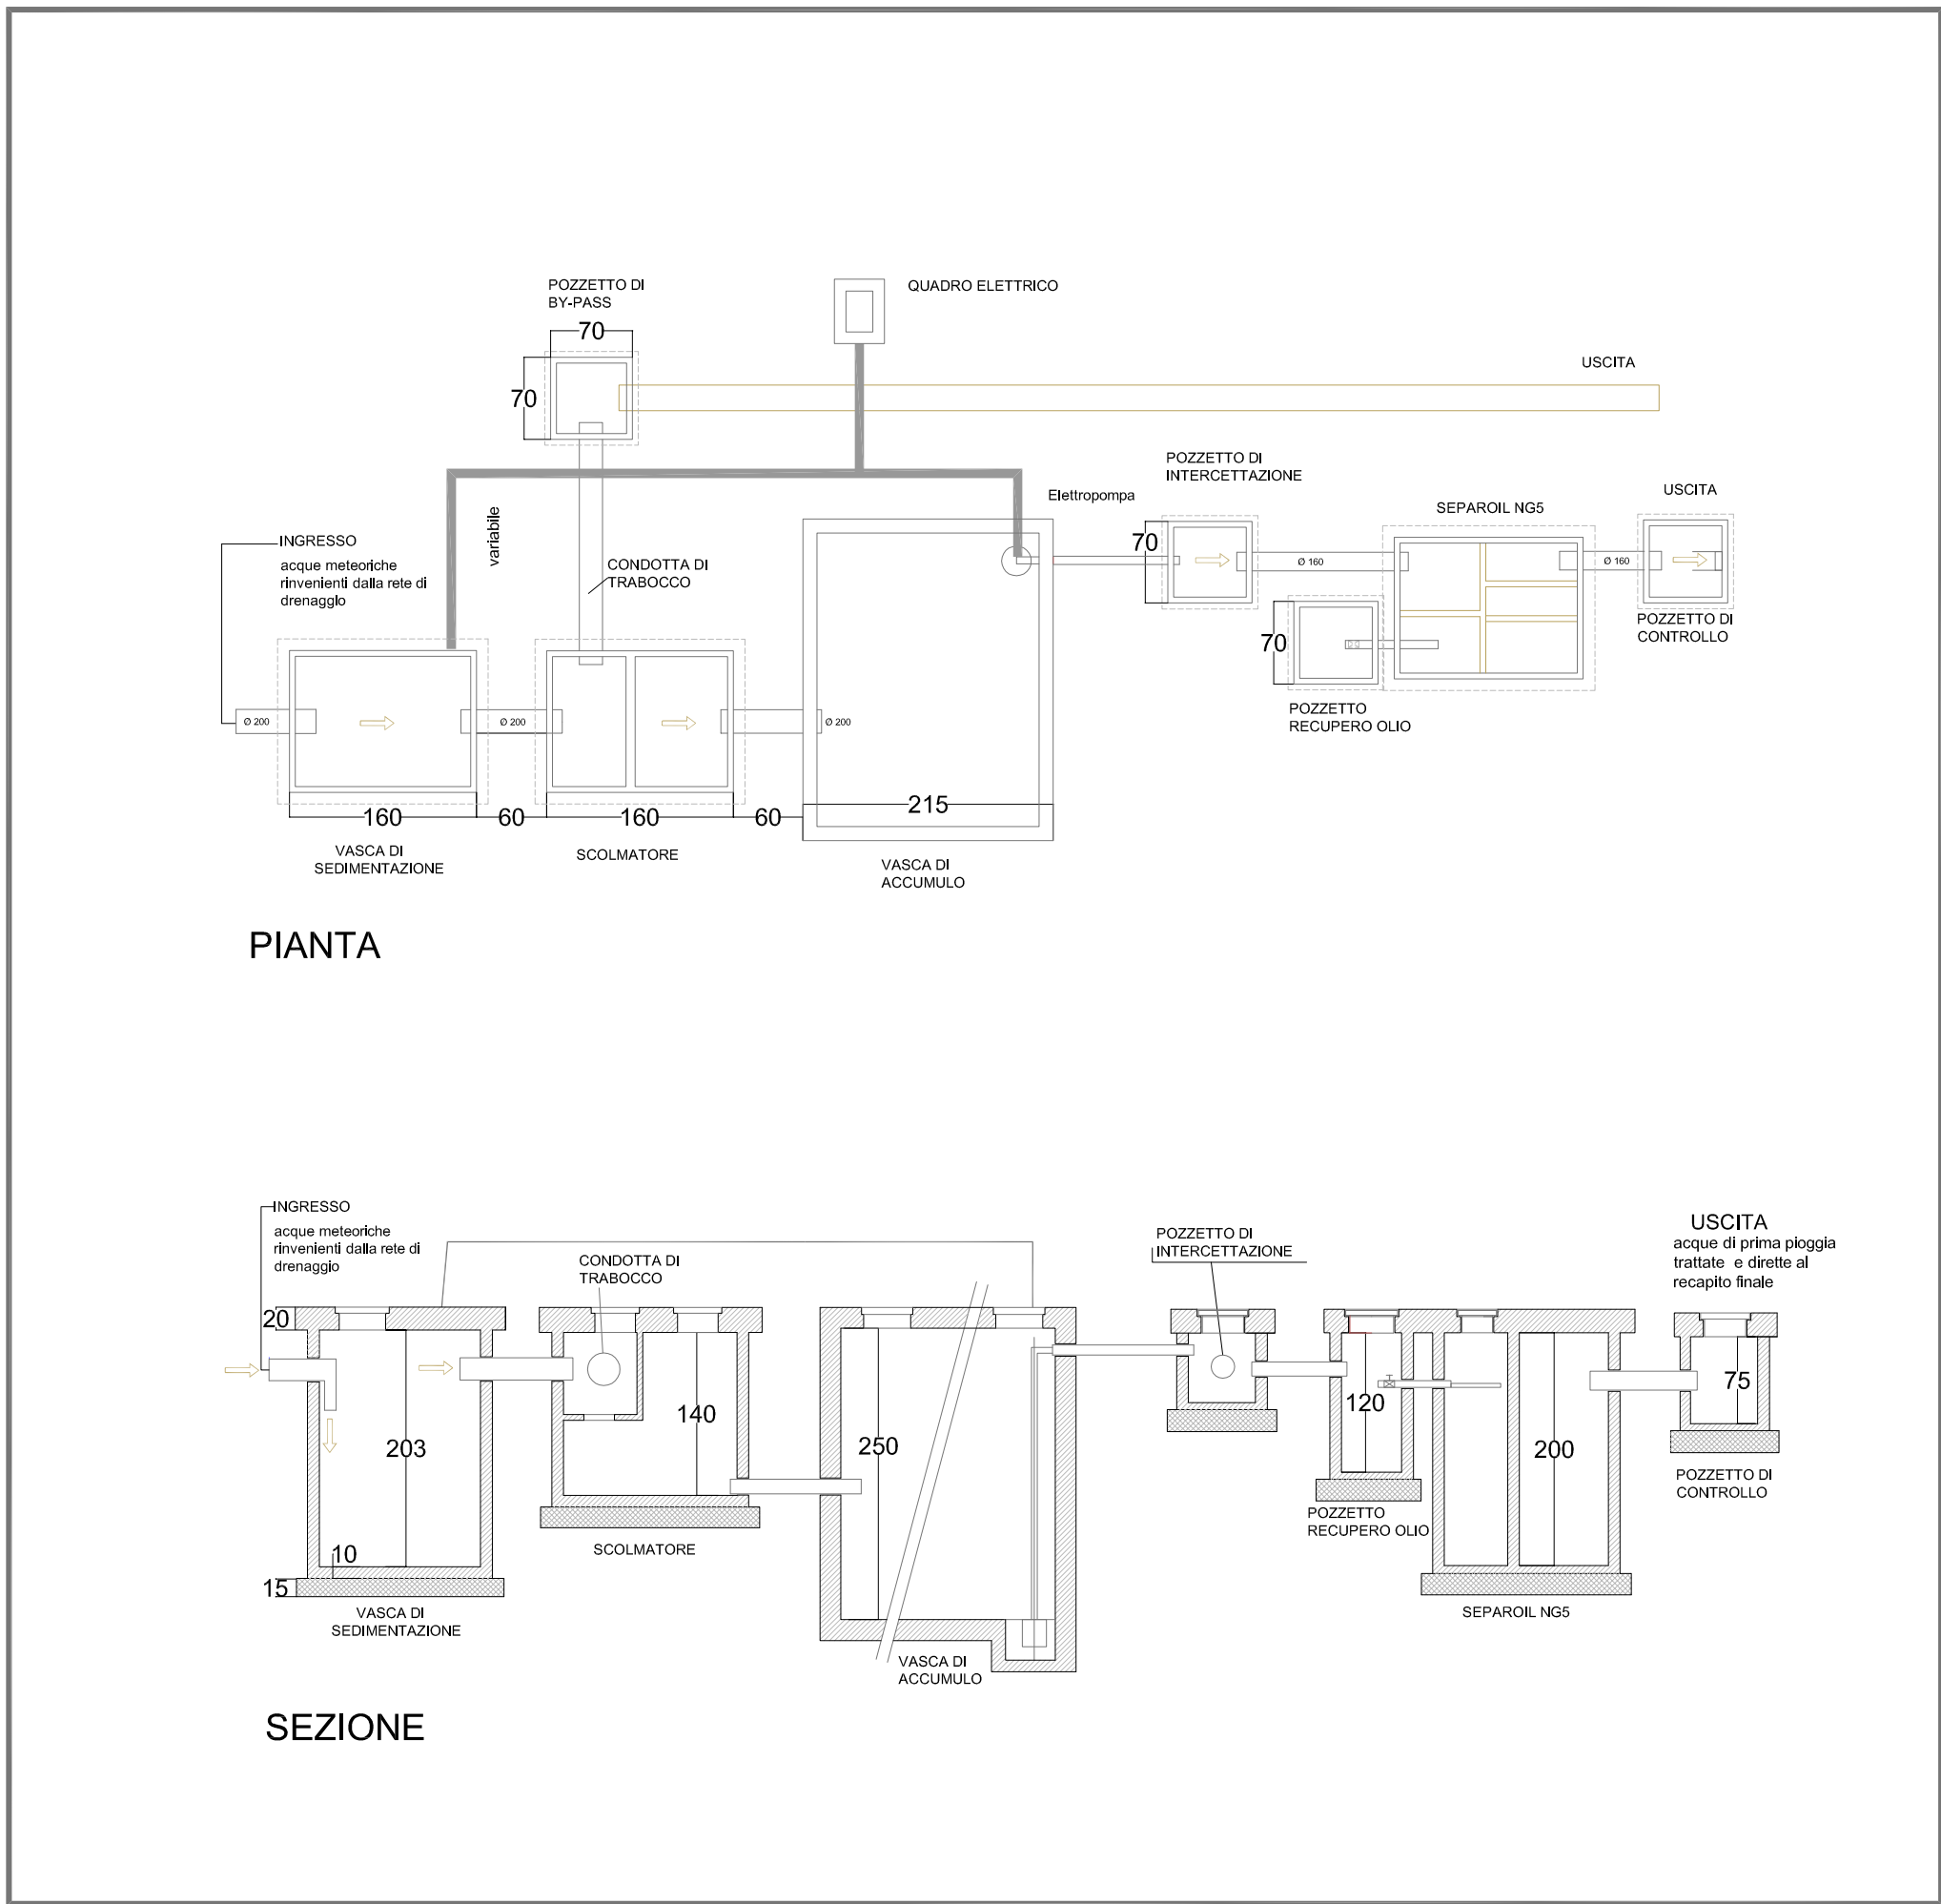 POZZETTO DI
BY-PASS
70
70
QUADRO ELETTRICO
USCITA
POZZETTO DI
INTERCETTAZIONE
Elettropompa
70
SEPAROIL NG5
USCITA
variabile
INGRESSO
acque meteoriche
rinvenienti dalla rete di
drenaggio
CONDOTTA DI
TRABOCCO
Ø 160
Ø 160
70
POZZETTO DI
CONTROLLO
POZZETTO
RECUPERO OLIO
Ø 200
Ø 200
Ø 200
160
60
160
60
215
VASCA DI
SEDIMENTAZIONE
SCOLMATORE
VASCA DI
ACCUMULO
PIANTA
INGRESSO
acque meteoriche
rinvenienti dalla rete di
drenaggio
CONDOTTA DI
TRABOCCO
POZZETTO DI
INTERCETTAZIONE
USCITA
acque di prima pioggia
trattate e dirette al
recapito finale
20
203
140
250
120
200
75
10
15
POZZETTO DI
CONTROLLO
POZZETTO
RECUPERO OLIO
SCOLMATORE
VASCA DI
SEDIMENTAZIONE
SEPAROIL NG5
VASCA DI
ACCUMULO
SEZIONE